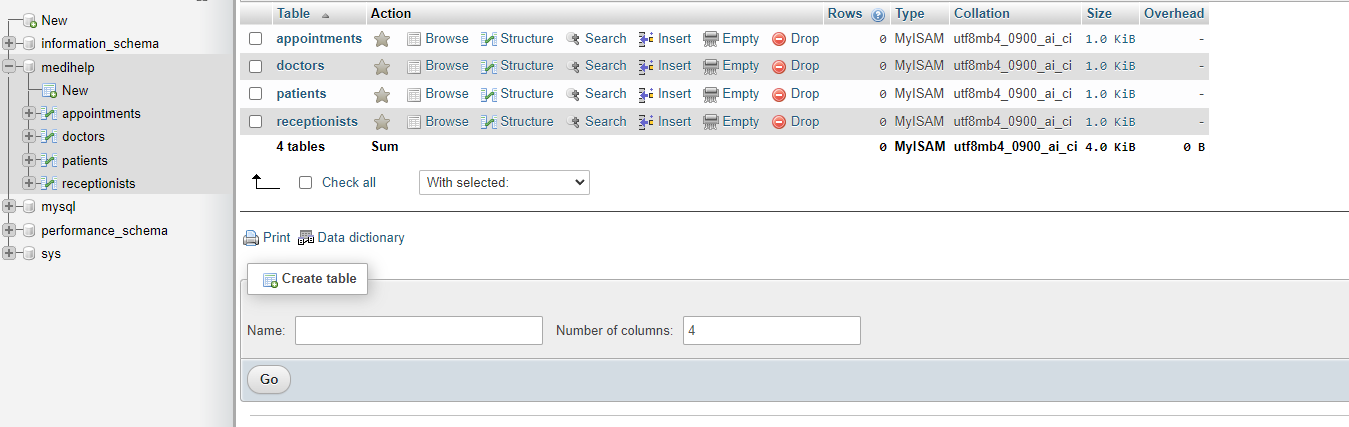 New
information_schema
medihelp
New
appointments
doctors
patients
receptionists
mysql
performance_schema
sys
Table Action Rows Type Collation Size Overhead
appointments Browse Structure Search Insert Empty Drop 0 MyISAM utf8mb4_0900_ai_ci 1.0 KiB -
doctors Browse Structure Search Insert Empty Drop 0 MyISAM utf8mb4_0900_ai_ci 1.0 KiB -
patients Browse Structure Search Insert Empty Drop 0 MyISAM utf8mb4_0900_ai_ci 1.0 KiB -
receptionists Browse Structure Search Insert Empty Drop 0 MyISAM utf8mb4_0900_ai_ci 1.0 KiB -
4 tables Sum 0 MyISAM utf8mb4_0900_ai_ci 4.0 KiB 0 B
Check all With selected:
Print Data dictionary
Create table
Name: Number of columns: 4
Go